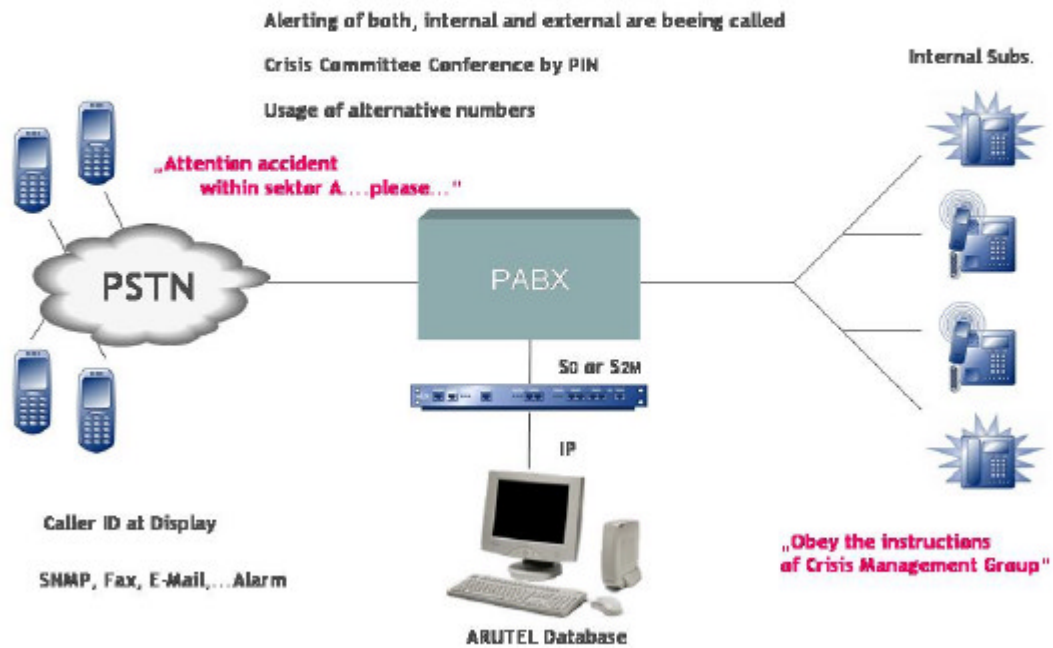 Alerting of both, internal and external are beeing called
Crisis Committee Conference by PIN
Internal Subs.
Usage of alternative numbers
„Attention accident
within sektor A....please..."
PSTN
PABX
S0 or S2M
IP
Caller ID at Display
SNMP, Fax, E-Mail,...Alarm
„Obey the instructions
of Crisis Management Group"
ARUTEL Database